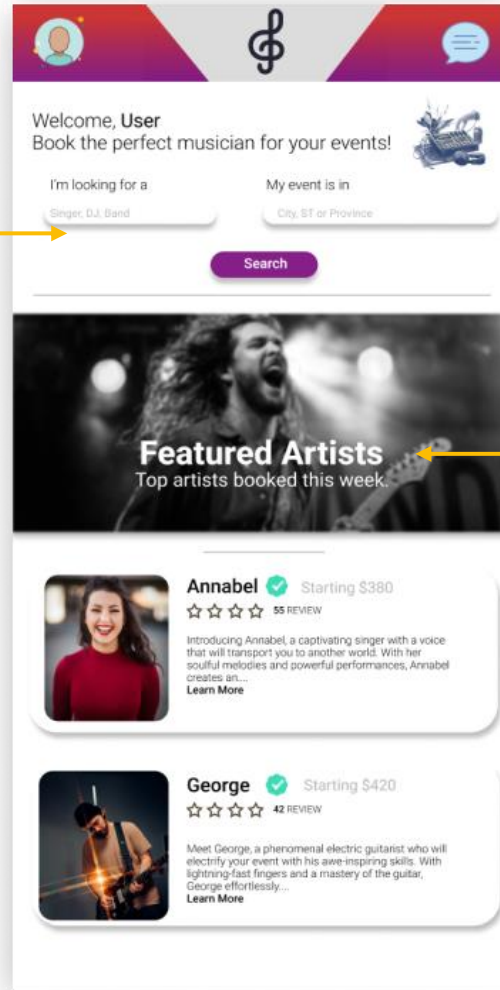 Welcome, User
Book the perfect musician for your events!
I'm looking for a
My event is in
Singer, DJ, Band
City, ST or Province
Search
Featured Artists
Top artists booked this week.
Annabel Starting $380
55 REVIEW
Introducing Annabel, a captivating singer with a voice
that will transport you to another world. With her
soulful melodies and powerful performances, Annabel
creates an....
Learn More
George Starting $420
42 REVIEW
Meet George, a phenomenal electric guitarist who will
electrify your event with his awe-inspiring skills. With
lightning-fast fingers and a mastery of the guitar,
George effortlessly....
Learn More